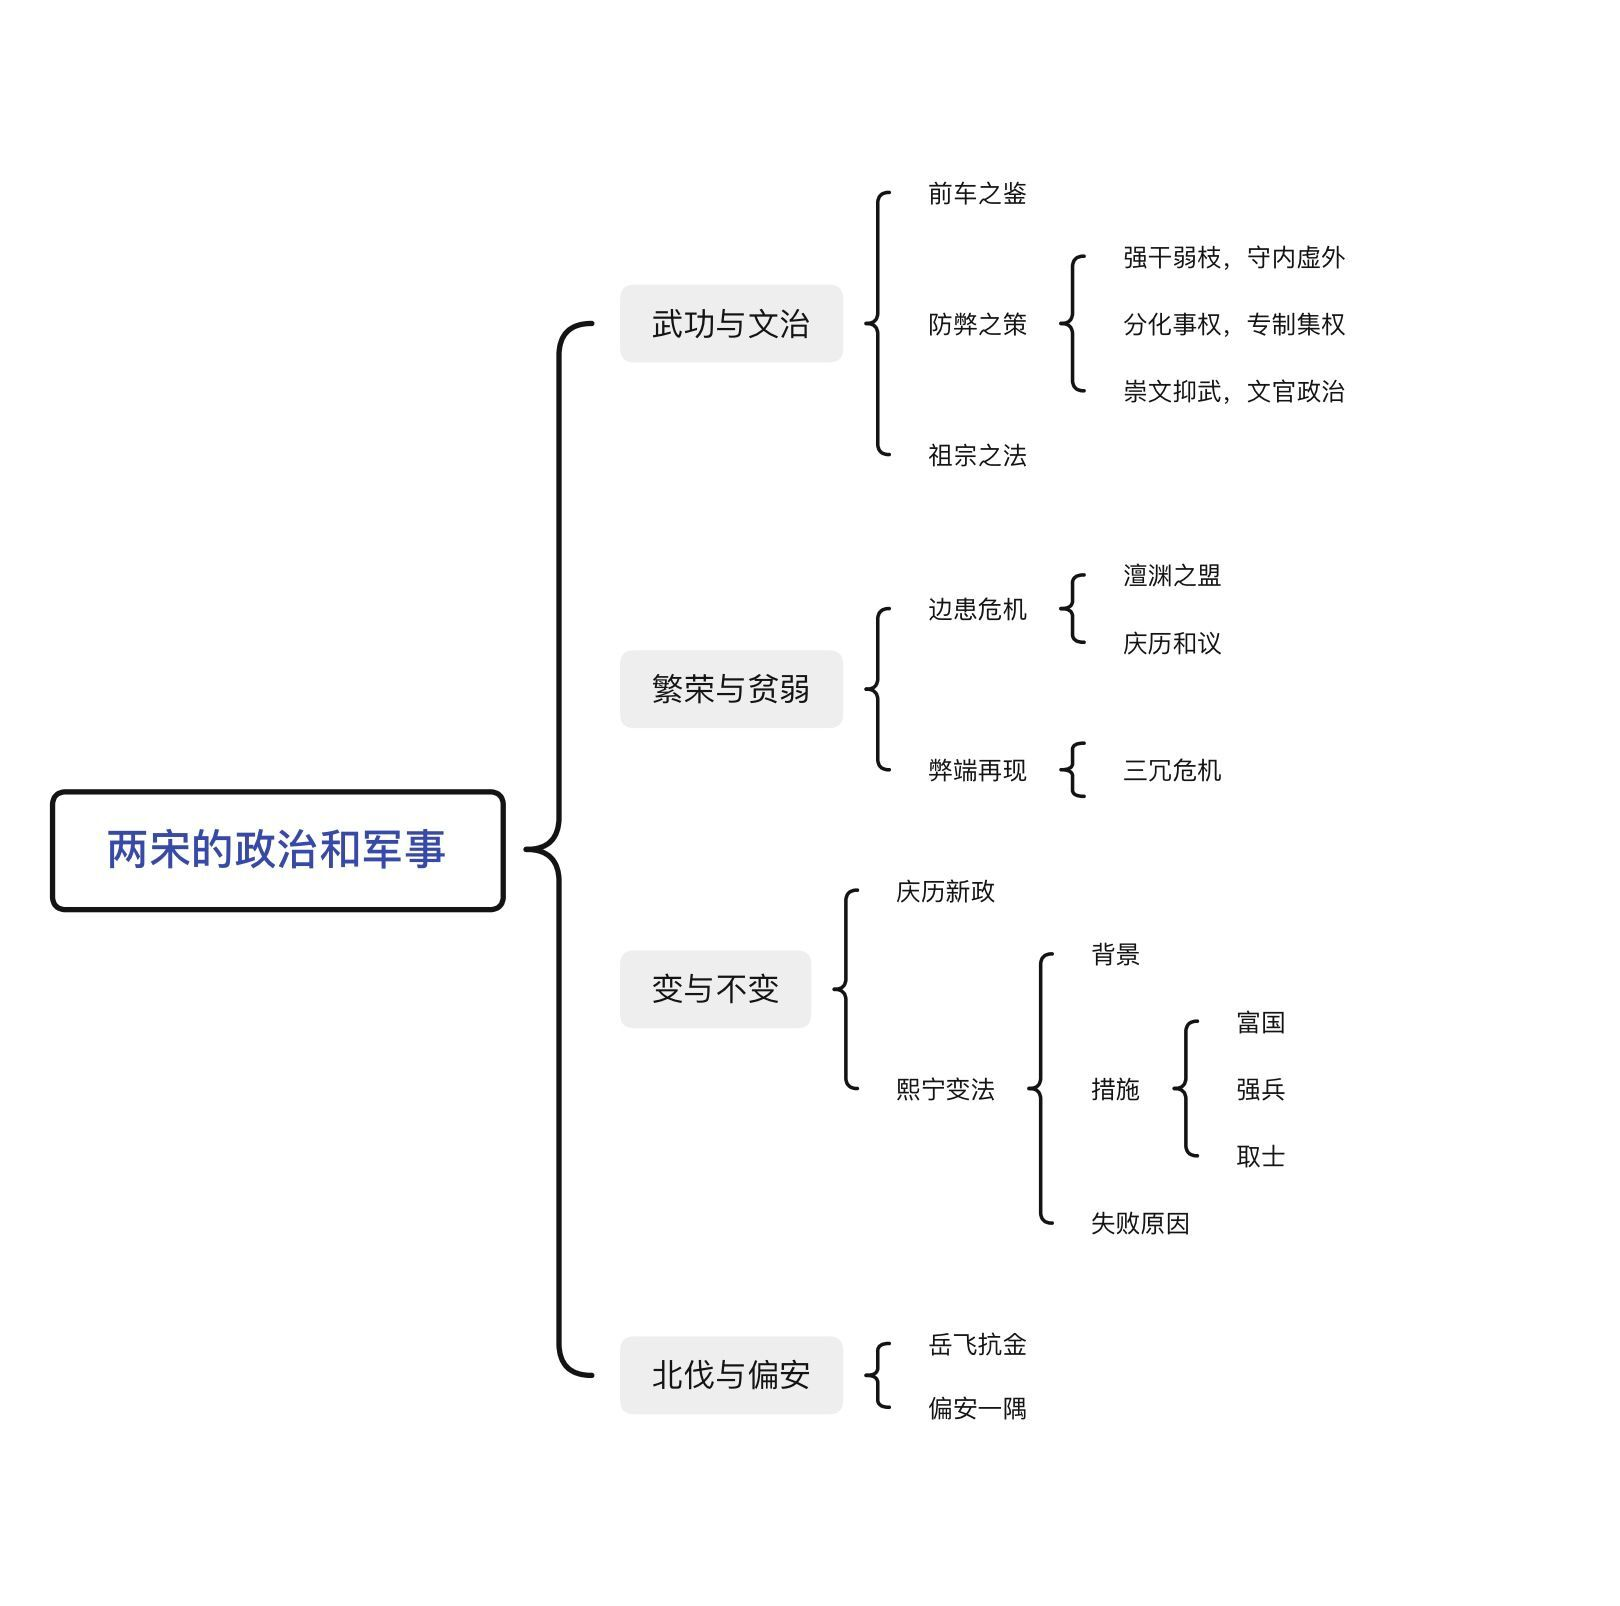 两宋的政治和军事
武功与文治
前车之鉴
防弊之策
强干弱枝，守内虚外
分化事权，专制集权
崇文抑武，文官政治
祖宗之法
繁荣与贫弱
边患危机
澶渊之盟
庆历和议
弊端再现
三冗危机
变与不变
庆历新政
熙宁变法
背景
措施
富国
强兵
取士
失败原因
北伐与偏安
岳飞抗金
偏安一隅